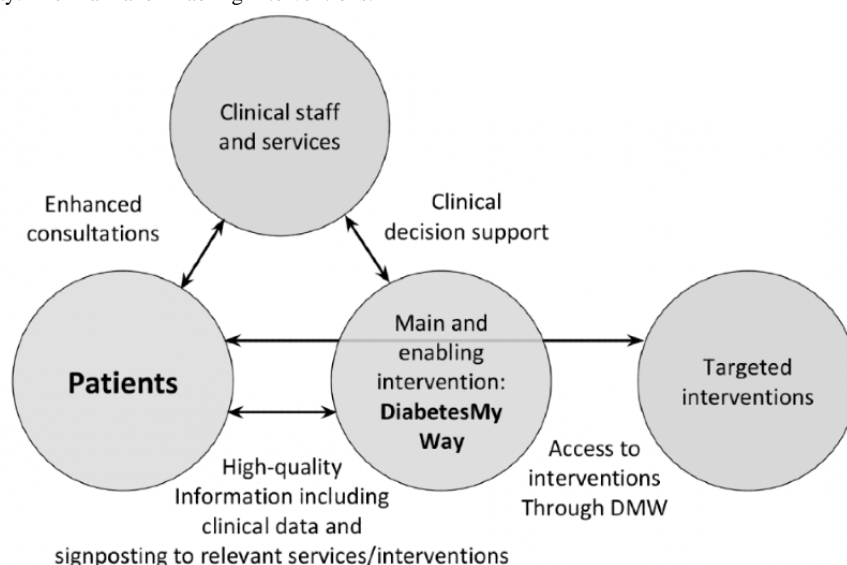 Clinical staff
and services
Enhanced
consultations
Clinical
decision support
Patients
Main and
enabling
intervention:
DiabetesMy
Way
Targeted
interventions
High-quality
Information including
clinical data and
signposting to relevant services/interventions
Access to
interventions
Through DMW